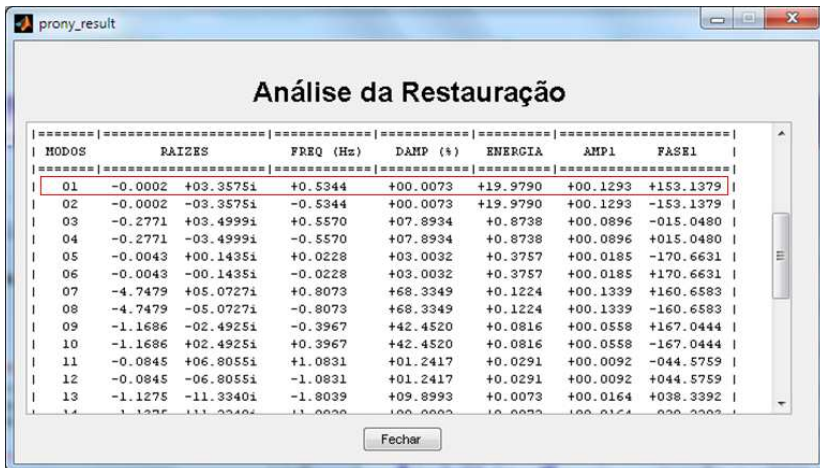 prony_result
Análise da Restauração
|=======|=====================|============|===========|=========|=====================|
| MODOS RAIZES FREQ (Hz) DAMP (%) ENERGIA AMP1 FASE1 |
|=======|=====================|============|===========|=========|=====================|
| 01 -0.0002 +03.3575i +0.5344 +00.0073 +19.9790 +00.1293 +153.1379 |
| 02 -0.0002 -03.3575i -0.5344 +00.0073 +19.9790 +00.1293 -153.1379 |
| 03 -0.2771 +03.4999i +0.5570 +07.8934 +0.8738 +00.0896 -015.0480 |
| 04 -0.2771 -03.4999i -0.5570 +07.8934 +0.8738 +00.0896 +015.0480 |
| 05 -0.0043 +00.1435i +0.0228 +03.0032 +0.3757 +00.0185 -170.6631 |
| 06 -0.0043 -00.1435i -0.0228 +03.0032 +0.3757 +00.0185 +170.6631 |
| 07 -4.7479 +05.0727i +0.8073 +68.3349 +0.1224 +00.1339 +160.6583 |
| 08 -4.7479 -05.0727i -0.8073 +68.3349 +0.1224 +00.1339 -160.6583 |
| 09 -1.1686 -02.4925i -0.3967 +42.4520 +0.0816 +00.0558 +167.0444 |
| 10 -1.1686 +02.4925i +0.3967 +42.4520 +0.0816 +00.0558 -167.0444 |
| 11 -0.0845 +06.8055i +1.0831 +01.2417 +0.0291 +00.0092 -044.5759 |
| 12 -0.0845 -06.8055i -1.0831 +01.2417 +0.0291 +00.0092 +044.5759 |
| 13 -1.1275 -11.3340i -1.8039 +09.8993 +0.0073 +00.0164 +038.3392 |
Fechar